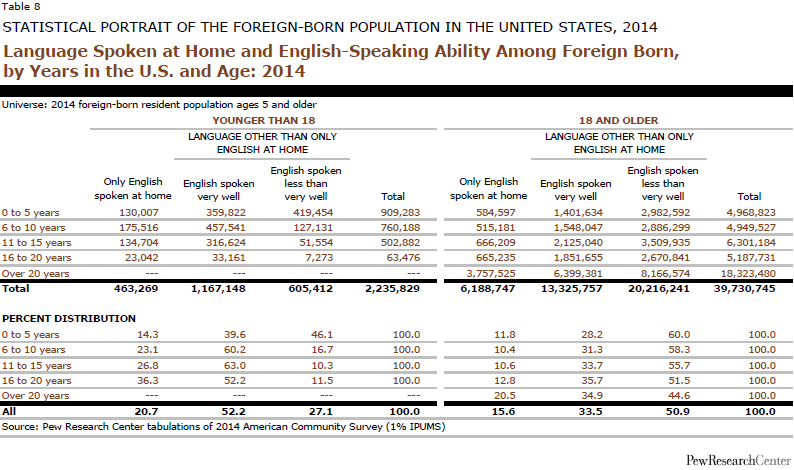 Table 8
STATISTICAL PORTRAIT OF THE FOREIGN-BORN POPULATION IN THE UNITED STATES, 2014
Language Spoken at Home and English-Speaking Ability Among Foreign Born,
by Years in the U.S. and Age: 2014
Universe: 2014 foreign-born resident population ages 5 and older
YOUNGER THAN 18 18 AND OLDER
LANGUAGE OTHER THAN ONLY LANGUAGE OTHER THAN ONLY
ENGLISH AT HOME ENGLISH AT HOME
English spoken English spoken
Only English English spoken less than Only English English spoken less than
spoken at home very well very well Total spoken at home very well very well Total
0 to 5 years 130,007 359,822 419,454 909,283 584,597 1,401,634 2,982,592 4,968,823
6 to 10 years 175,516 457,541 127,131 760,188 515,181 1,548,047 2,886,299 4,949,527
11 to 15 years 134,704 316,624 51,554 502,882 666,209 2,125,040 3,509,935 6,301,184
16 to 20 years 23,042 33,161 7,273 63,476 665,235 1,851,655 2,670,841 5,187,731
Over 20 years --- --- --- --- 3,757,525 6,399,381 8,166,574 18,323,480
Total 463,269 1,167,148 605,412 2,235,829 6,188,747 13,325,757 20,216,241 39,730,745
PERCENT DISTRIBUTION
0 to 5 years 14.3 39.6 46.1 100.0 11.8 28.2 60.0 100.0
6 to 10 years 23.1 60.2 16.7 100.0 10.4 31.3 58.3 100.0
11 to 15 years 26.8 63.0 10.3 100.0 10.6 33.7 55.7 100.0
16 to 20 years 36.3 52.2 11.5 100.0 12.8 35.7 51.5 100.0
Over 20 years --- --- --- --- 20.5 34.9 44.6 100.0
All 20.7 52.2 27.1 100.0 15.6 33.5 50.9 100.0
Source: Pew Research Center tabulations of 2014 American Community Survey (1% IPUMS)
PewResearchCenter